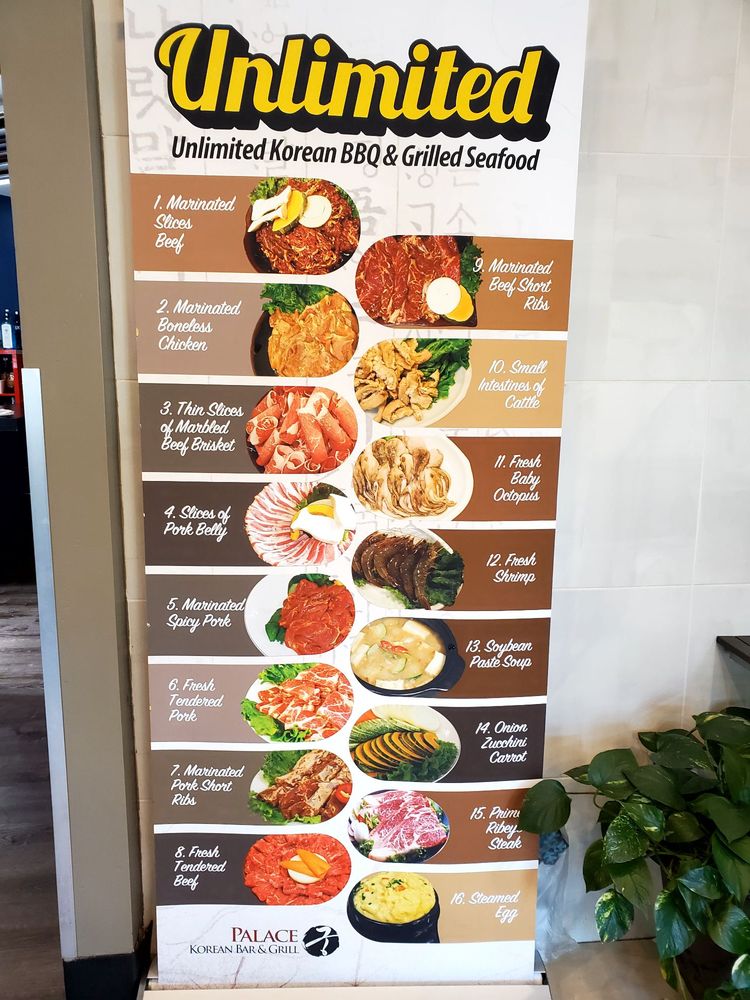 Unlimited
Unlimited Korean BBQ & Grilled Seafood
1. Marinated
Slices
Beef
2. Marinated
Boneless
Chicken
3. Thin Slices
of Marbled
Beef Brisket
4. Slices of
Pork Belly
5. Marinated
Spicy Pork
6. Fresh
Tendered
Pork
7. Marinated
Pork Short
Ribs
8. Fresh
Tendered
Beef
9. Marinated
Beef Short
Ribs
10. Small
Intestines of
Cattle
11. Fresh
Baby
Octopus
12. Fresh
Shrimp
13. Soybean
Paste Soup
14. Onion
Zucchini
Carrot
15. Prime
Ribeye
Steak
16. Steamed
Egg
PALACE
KOREAN BAR & GRILL